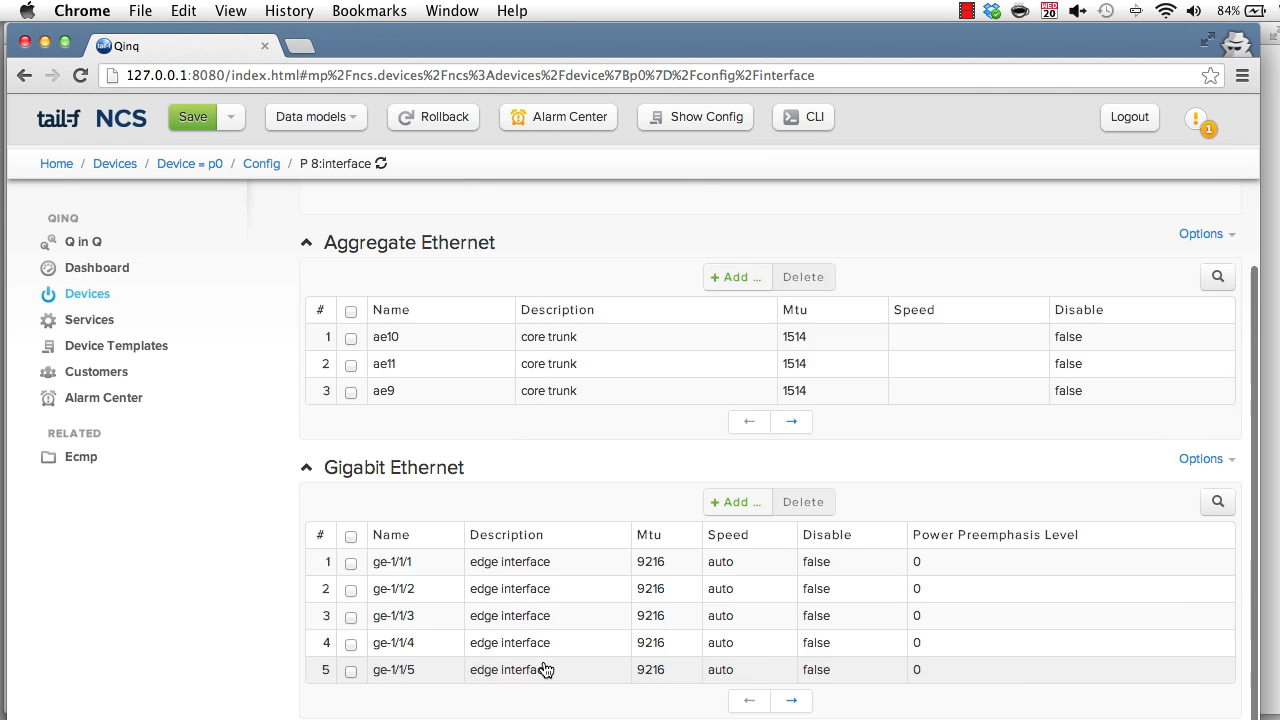 Chrome File Edit View History Bookmarks Window Help WED 20 84%
tail-f Qinq
127.0.0.1:8080/index.html#mp%2Fncs.devices%2Fncs%3Adevices%2Fdevice%7Bp0%7D%2Fconfig%2Finterface
tail-f NCS Save Data models Rollback Alarm Center Show Config CLI Logout 1
Home / Devices / Device = p0 / Config / P 8:interface
QINQ
Q in Q
Dashboard
Devices
Services
Device Templates
Customers
Alarm Center
RELATED
Ecmp
Aggregate Ethernet Options
+ Add ... Delete
# Name Description Mtu Speed Disable
1 ae10 core trunk 1514 false
2 ae11 core trunk 1514 false
3 ae9 core trunk 1514 false
← →
Gigabit Ethernet Options
+ Add ... Delete
# Name Description Mtu Speed Disable Power Preemphasis Level
1 ge-1/1/1 edge interface 9216 auto false 0
2 ge-1/1/2 edge interface 9216 auto false 0
3 ge-1/1/3 edge interface 9216 auto false 0
4 ge-1/1/4 edge interface 9216 auto false 0
5 ge-1/1/5 edge interface 9216 auto false 0
← →